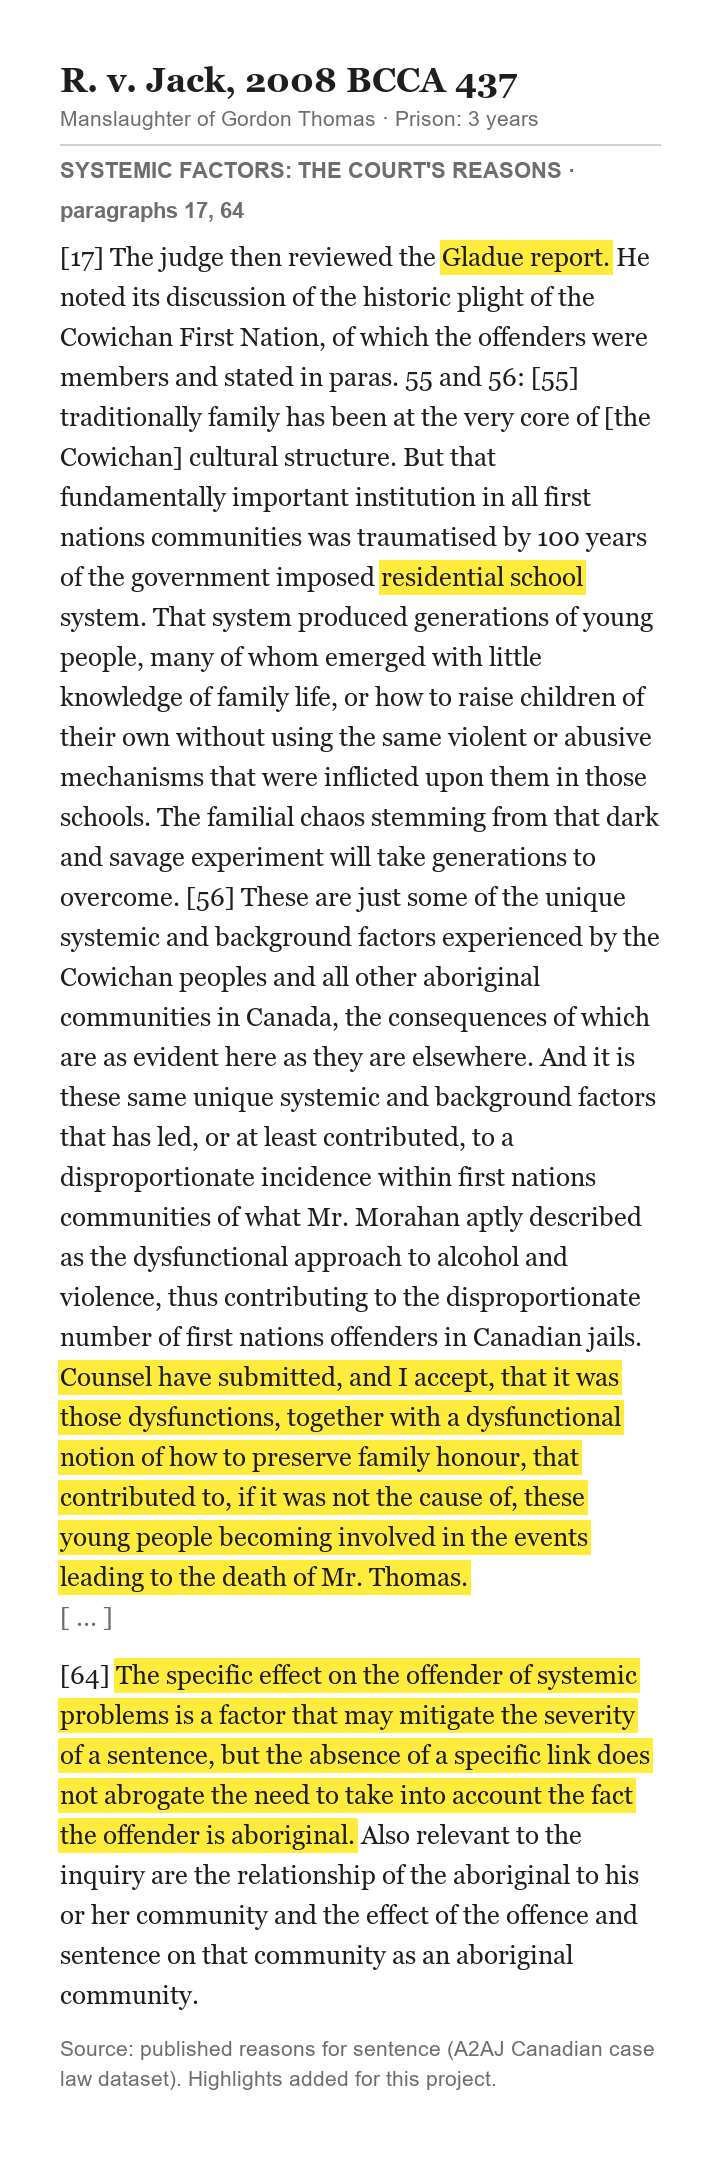 R. v. Jack, 2008 BCCA 437
Manslaughter of Gordon Thomas · Prison: 3 years
SYSTEMIC FACTORS: THE COURT'S REASONS ·
paragraphs 17, 64
[17] The judge then reviewed the Gladue report. He
noted its discussion of the historic plight of the
Cowichan First Nation, of which the offenders were
members and stated in paras. 55 and 56: [55]
traditionally family has been at the very core of [the
Cowichan] cultural structure. But that
fundamentally important institution in all first
nations communities was traumatised by 100 years
of the government imposed residential school
system. That system produced generations of young
people, many of whom emerged with little
knowledge of family life, or how to raise children of
their own without using the same violent or abusive
mechanisms that were inflicted upon them in those
schools. The familial chaos stemming from that dark
and savage experiment will take generations to
overcome. [56] These are just some of the unique
systemic and background factors experienced by the
Cowichan peoples and all other aboriginal
communities in Canada, the consequences of which
are as evident here as they are elsewhere. And it is
these same unique systemic and background factors
that has led, or at least contributed, to a
disproportionate incidence within first nations
communities of what Mr. Morahan aptly described
as the dysfunctional approach to alcohol and
violence, thus contributing to the disproportionate
number of first nations offenders in Canadian jails.
Counsel have submitted, and I accept, that it was
those dysfunctions, together with a dysfunctional
notion of how to preserve family honour, that
contributed to, if it was not the cause of, these
young people becoming involved in the events
leading to the death of Mr. Thomas.
[ ... ]
[64] The specific effect on the offender of systemic
problems is a factor that may mitigate the severity
of a sentence, but the absence of a specific link does
not abrogate the need to take into account the fact
the offender is aboriginal. Also relevant to the
inquiry are the relationship of the aboriginal to his
or her community and the effect of the offence and
sentence on that community as an aboriginal
community.
Source: published reasons for sentence (A2AJ Canadian case
law dataset). Highlights added for this project.